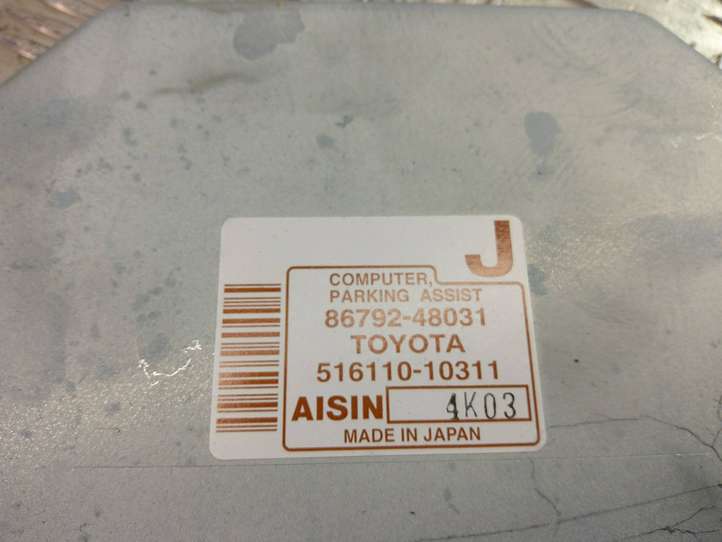 J
COMPUTER,
PARKING ASSIST
86792-48031
TOYOTA
516110-10311
AISIN 4K03
MADE IN JAPAN